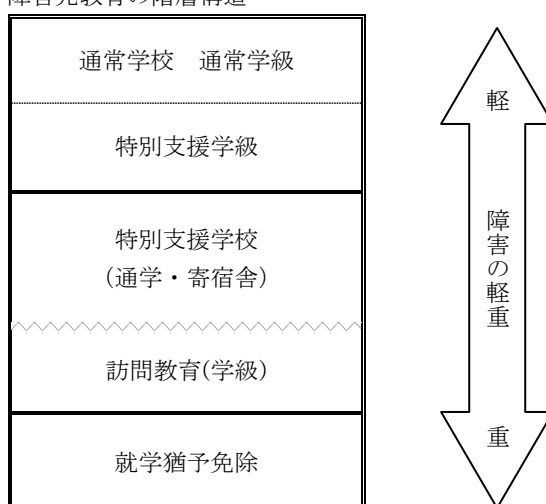 障害児教育の階層構造
通常学校　通常学級
特別支援学級
特別支援学校
(通学・寄宿舎)
訪問教育(学級)
就学猶予免除
軽
障害の軽重
重